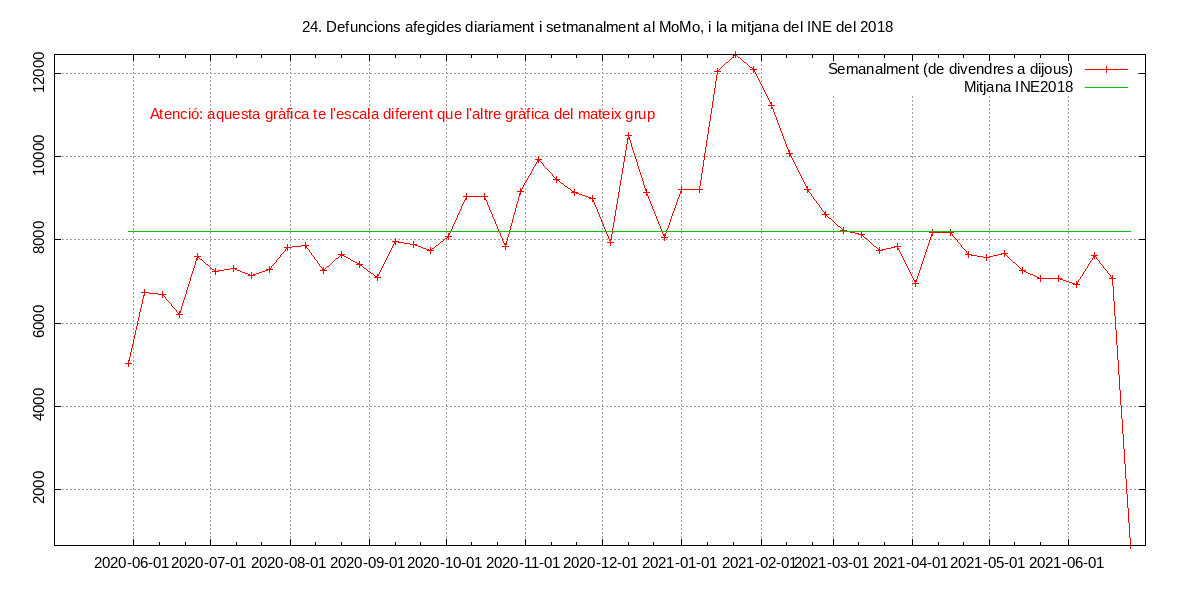 24. Defuncions afegides diariament i setmanalment al MoMo, i la mitjana del INE del 2018
Semanalment (de divendres a dijous)
Mitjana INE2018
Atenció: aquesta gràfica te l'escala diferent que l'altre gràfica del mateix grup
12000
10000
8000
6000
4000
2000
2020-06-01 2020-07-01 2020-08-01 2020-09-01 2020-10-01 2020-11-01 2020-12-01 2021-01-01 2021-02-01 2021-03-01 2021-04-01 2021-05-01 2021-06-01